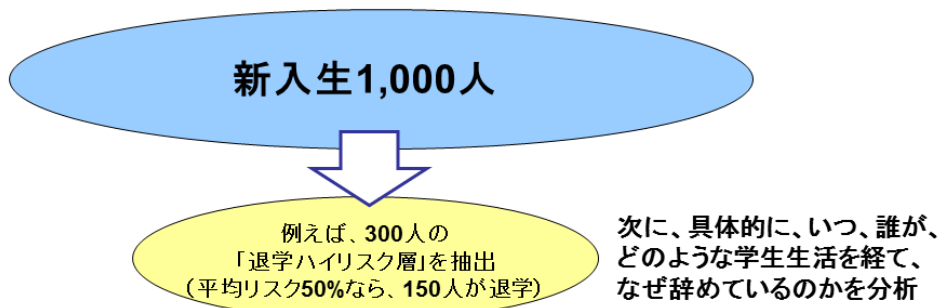 新入生1,000人
例えば、300人の
「退学ハイリスク層」を抽出
(平均リスク50%なら、150人が退学)
次に、具体的に、いつ、誰が、
どのような学生生活を経て、
なぜ辞めているのかを分析